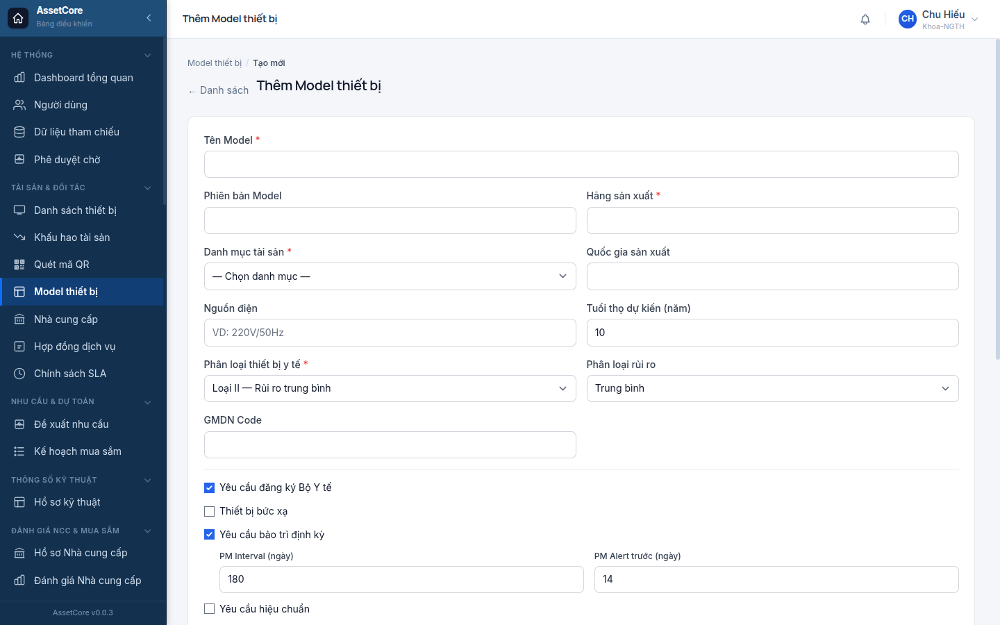 AssetCore
Bảng điều khiển
HỆ THỐNG
Dashboard tổng quan
Người dùng
Dữ liệu tham chiếu
Phê duyệt chờ
TÀI SẢN & ĐỐI TÁC
Danh sách thiết bị
Khấu hao tài sản
Quét mã QR
Model thiết bị
Nhà cung cấp
Hợp đồng dịch vụ
Chính sách SLA
NHU CẦU & DỰ TOÁN
Đề xuất nhu cầu
Kế hoạch mua sắm
THÔNG SỐ KỸ THUẬT
Hồ sơ kỹ thuật
ĐÁNH GIÁ NCC & MUA SẮM
Hồ sơ Nhà cung cấp
Đánh giá Nhà cung cấp
AssetCore v0.0.3
Thêm Model thiết bị
CH
Chu Hiếu
Khoa-NGTH
Model thiết bị / Tạo mới
← Danh sách Thêm Model thiết bị
Tên Model *
Phiên bản Model
Hãng sản xuất *
Danh mục tài sản *
— Chọn danh mục —
Quốc gia sản xuất
Nguồn điện
VD: 220V/50Hz
Tuổi thọ dự kiến (năm)
10
Phân loại thiết bị y tế *
Loại II — Rủi ro trung bình
Phân loại rủi ro
Trung bình
GMDN Code
Yêu cầu đăng ký Bộ Y tế
Thiết bị bức xạ
Yêu cầu bảo trì định kỳ
PM Interval (ngày)
180
PM Alert trước (ngày)
14
Yêu cầu hiệu chuẩn